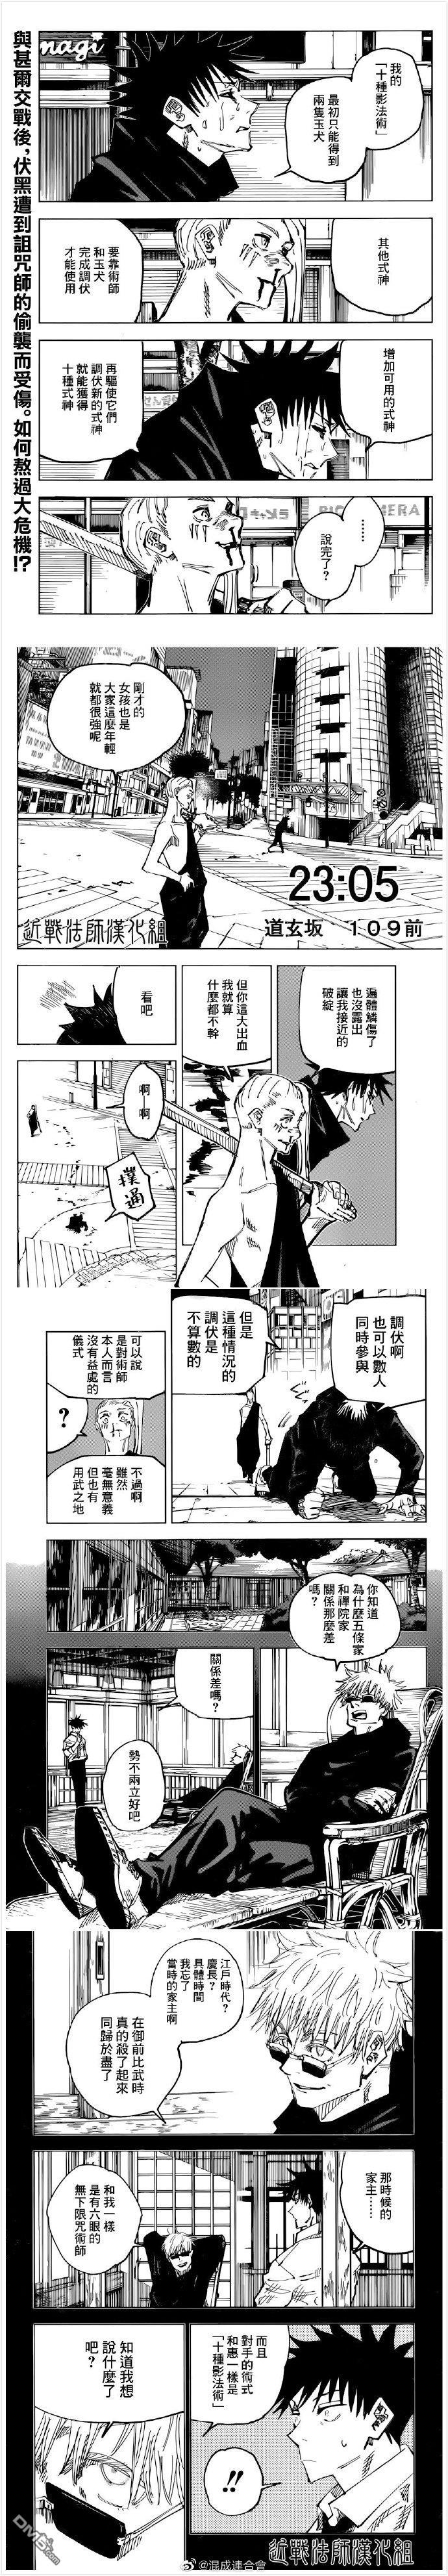 與甚爾交戰後，伏黑遭到詛咒師的偷襲而受傷。如何熬過大危機!?
nagi
我的
「十種影法術」
最初只能得到
兩隻玉犬
其他式神
要靠術師
和玉犬
完成調伏
才能使用
增加可用的式神
再驅使它們
調伏新的式神
就能獲得
十種式神
……
說完了？
剛才的
女孩也是
大家這麼年輕
就都很強呢
23:05
道玄坂 109前
近戰法師漢化組
遍體鱗傷了
也沒露出
讓我接近的
破綻
但你這大出血
我就算
什麼都不幹
看吧
啊啊
撲通
調伏啊
也可以數人
同時參與
但是
這種情況的
調伏是
不算數的
可以說
是對術師
本人而言
沒有益處的
儀式
?
不過啊
雖然
毫無意義
但也有
用武之地
你知道
為什麼五條家
和禪院家
關係那麼差
嗎？
關係差嗎？
勢不兩立好吧
江戶時代？
慶長？
具體時間
我忘了
當時的家主啊
在御前比武時
真的殺了起來
同歸於盡了
那時候的
家主……
和我一樣
是有六眼的
無下限咒術師
而且
對手的術式
和惠一樣是
「十種影法術」
!!
知道我想
說什麼了
吧？
近戰法師漢化組
@混成連合會